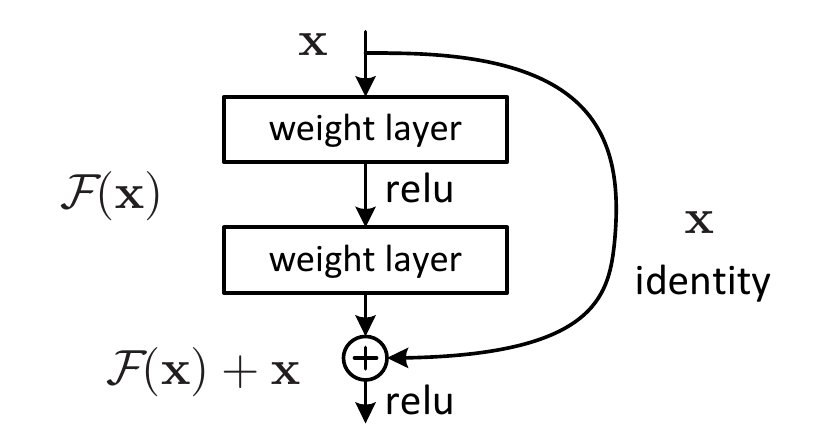 x
weight layer
F(x)
relu
x
weight layer
identity
F(x) + x
relu